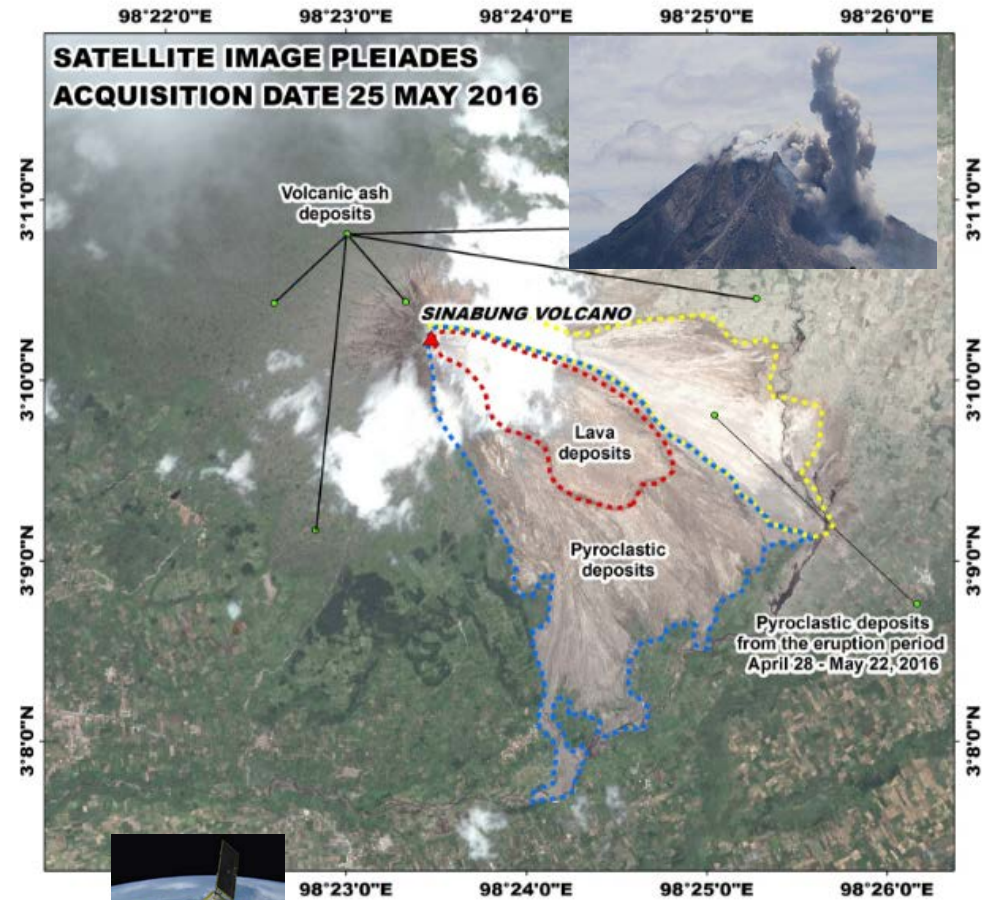 98°22'0"E 98°23'0"E 98°24'0"E 98°25'0"E 98°26'0"E
SATELLITE IMAGE PLEIADES
ACQUISITION DATE 25 MAY 2016
3°11'0"N 3°11'0"N
Volcanic ash
deposits
SINABUNG VOLCANO
3°10'0"N 3°10'0"N
Lava
deposits
Pyroclastic
deposits
3°9'0"N 3°9'0"N
Pyroclastic deposits
from the eruption period
April 28 - May 22, 2016
3°8'0"N 3°8'0"N
98°23'0"E 98°24'0"E 98°25'0"E 98°26'0"E